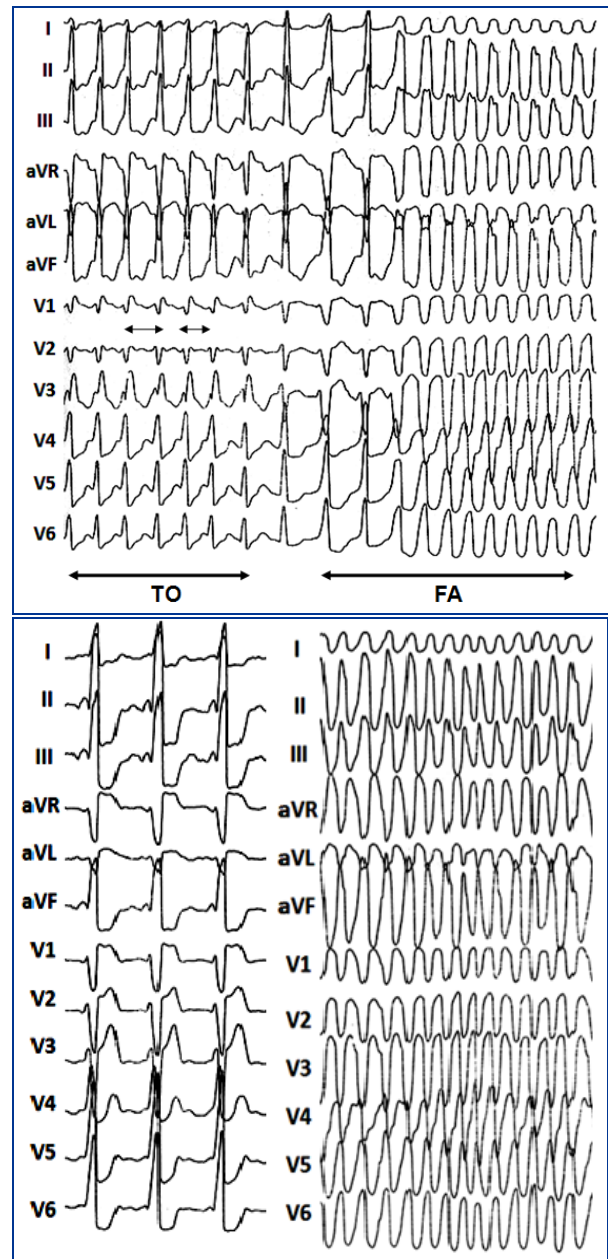 I
II
III
aVR
aVL
aVF
V1
V2
V3
V4
V5
V6
TO FA
I I
II II
III III
aVR aVR
aVL aVL
aVF aVF
V1 V1
V2 V2
V3 V3
V4 V4
V5 V5
V6 V6